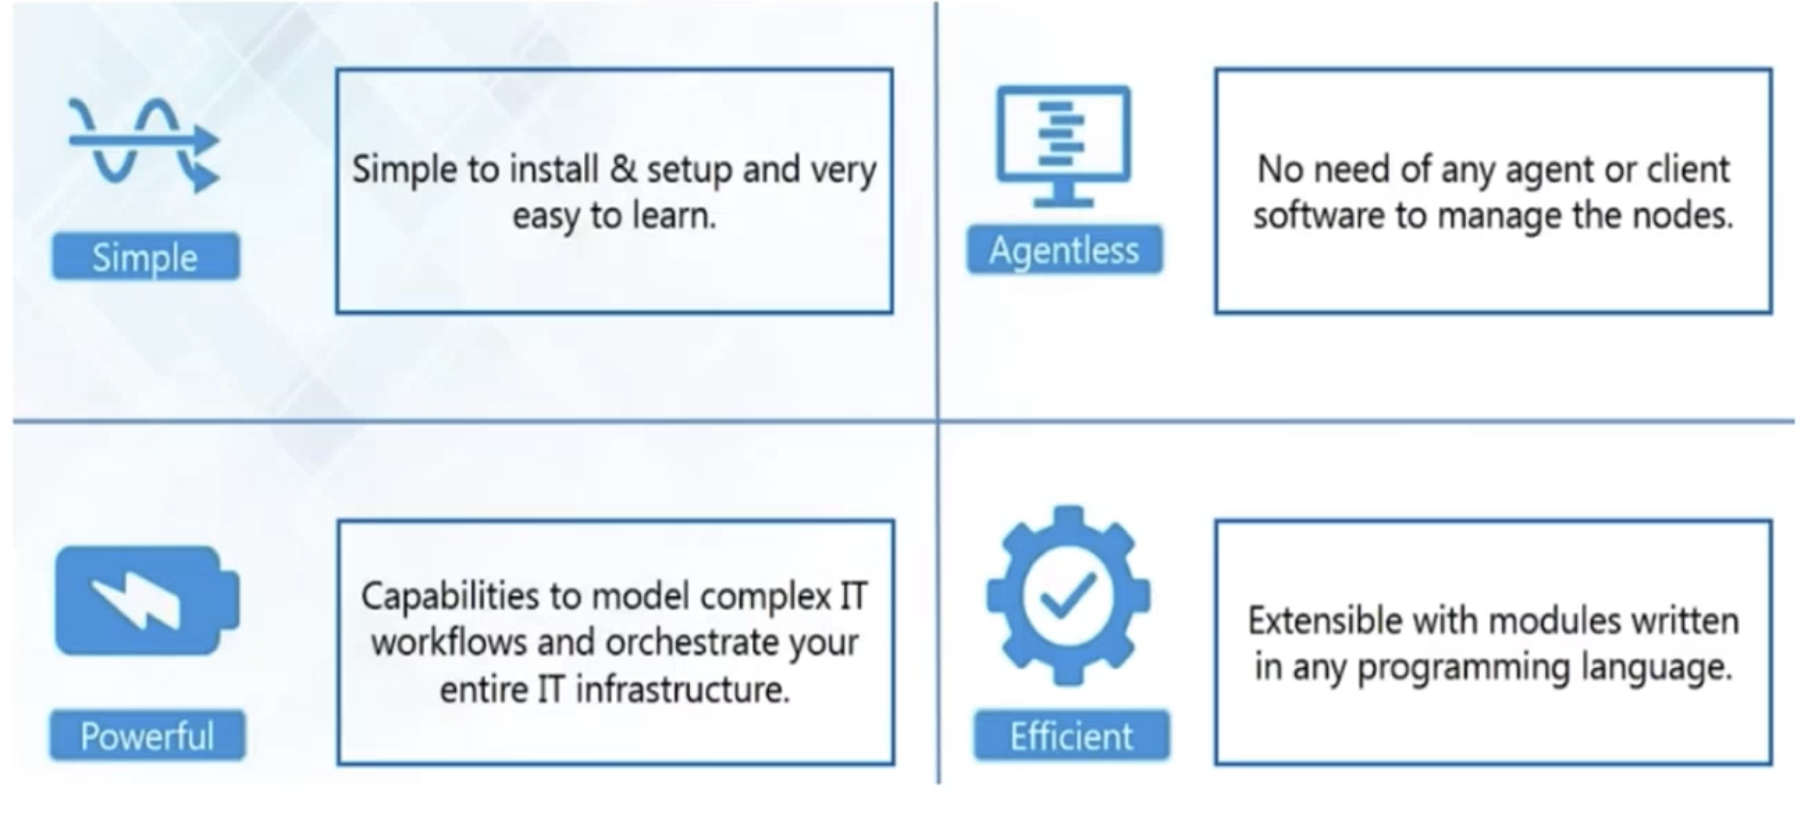 Simple to install & setup and very
easy to learn.
Simple
No need of any agent or client
software to manage the nodes.
Agentless
Capabilities to model complex IT
workflows and orchestrate your
entire IT infrastructure.
Powerful
Extensible with modules written
in any programming language.
Efficient